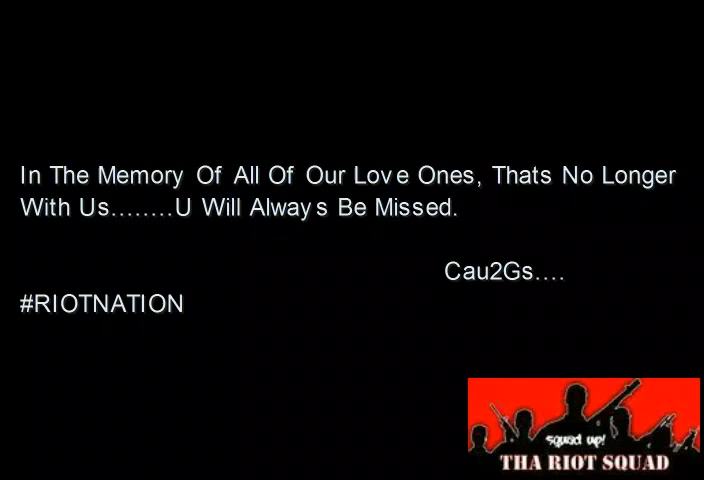 In The Memory Of All Of Our Love Ones, Thats No Longer
With Us........U Will Always Be Missed.
Cau2Gs....
#RIOTNATION
squad up!
THA RIOT SQUAD